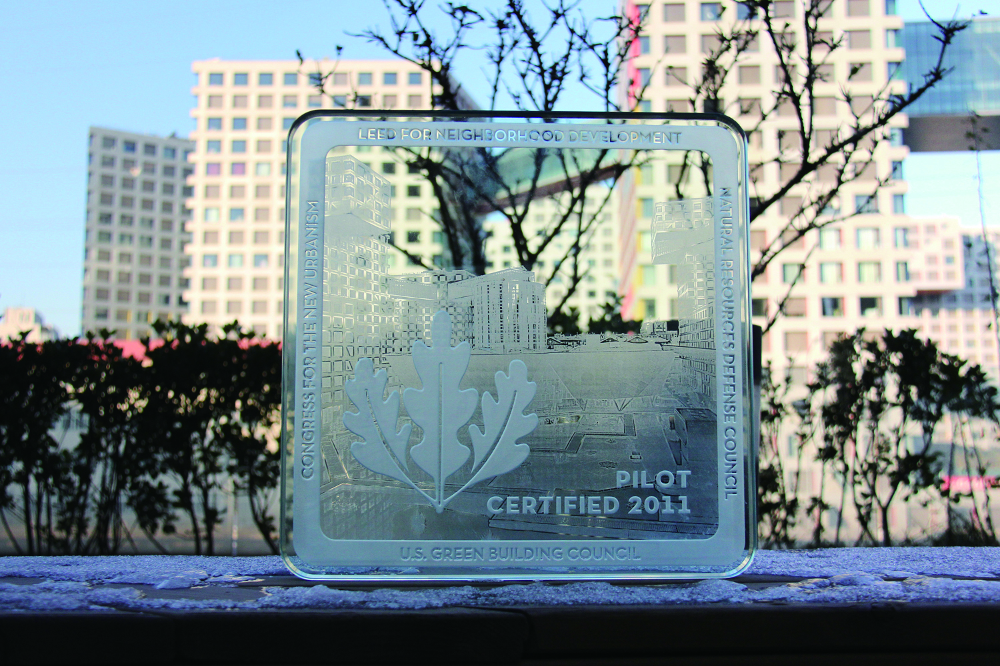 LEED FOR NEIGHBORHOOD DEVELOPMENT
CONGRESS FOR THE NEW URBANISM
NATURAL RESOURCES DEFENSE COUNCIL
PILOT
CERTIFIED 2011
U.S. GREEN BUILDING COUNCIL